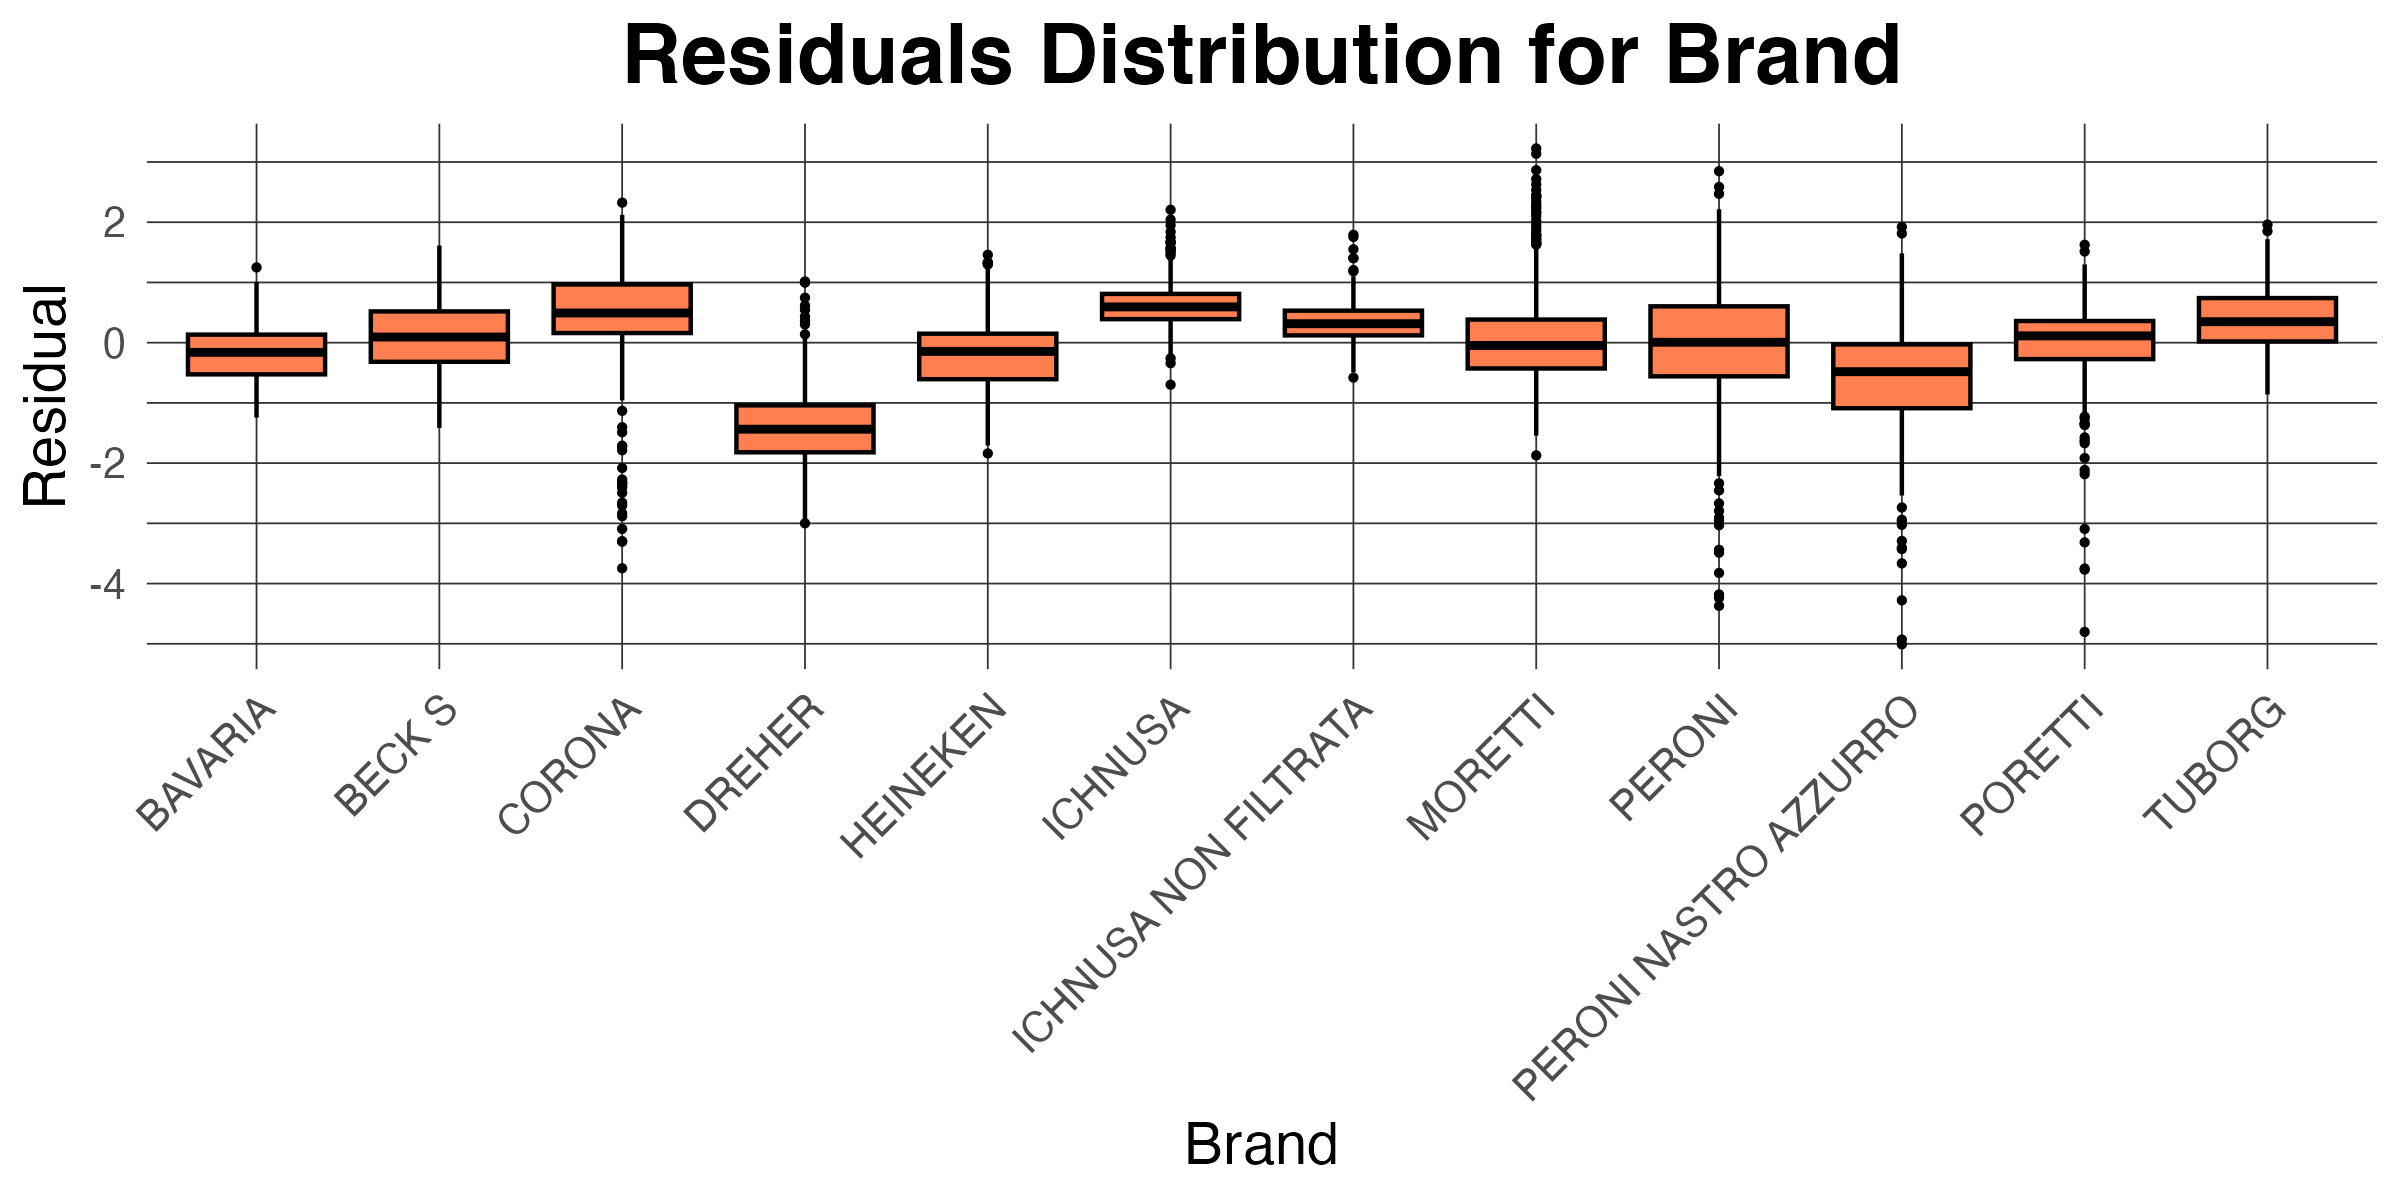 Residuals Distribution for Brand
Residual
2
0
-2
-4
BAVARIA
BECK S
CORONA
DREHER
HEINEKEN
ICHNUSA
ICHNUSA NON FILTRATA
MORETTI
PERONI
PERONI NASTRO AZZURRO
PORETTI
TUBORG
Brand